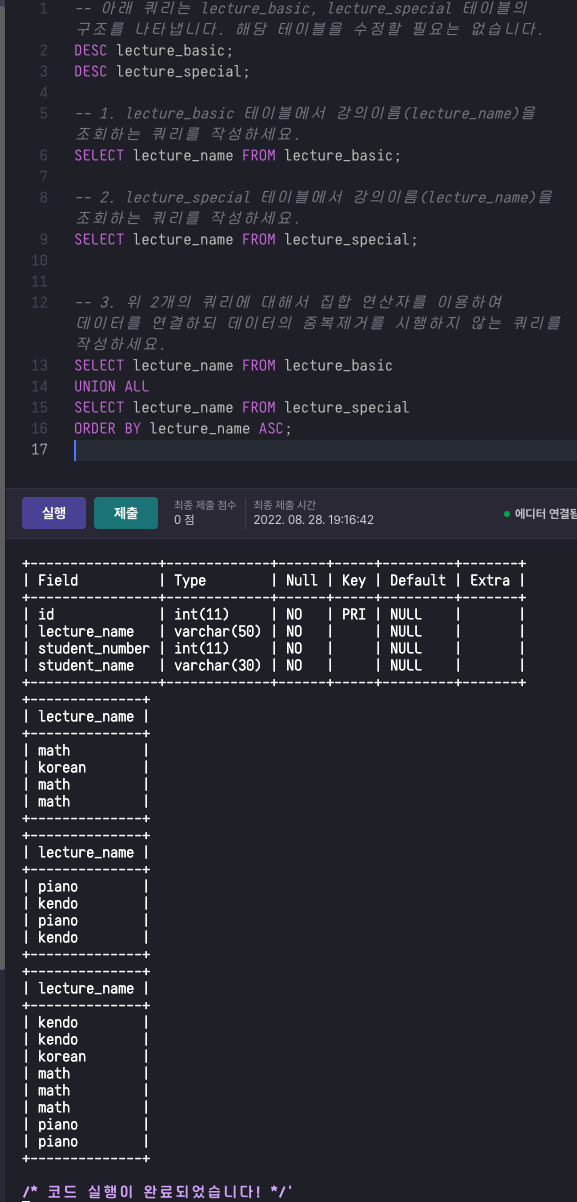 1 -- 아래 쿼리는 lecture_basic, lecture_special 테이블의
구조를 나타냅니다. 해당 테이블을 수정할 필요는 없습니다.
2 DESC lecture_basic;
3 DESC lecture_special;
4
5 -- 1. lecture_basic 테이블에서 강의이름(lecture_name)을
조회하는 쿼리를 작성하세요.
6 SELECT lecture_name FROM lecture_basic;
7
8 -- 2. lecture_special 테이블에서 강의이름(lecture_name)을
조회하는 쿼리를 작성하세요.
9 SELECT lecture_name FROM lecture_special;
10
11
12 -- 3. 위 2개의 쿼리에 대해서 집합 연산자를 이용하여
데이터를 연결하되 데이터의 중복제거를 시행하지 않는 쿼리를
작성하세요.
13 SELECT lecture_name FROM lecture_basic
14 UNION ALL
15 SELECT lecture_name FROM lecture_special
16 ORDER BY lecture_name ASC;
17
실행 제출 최종 제출 점수 최종 제출 시간
0 점 2022. 08. 28. 19:16:42 에디터 연결됨
+----------------+-------------+------+-----+---------+-------+
| Field          | Type        | Null | Key | Default | Extra |
+----------------+-------------+------+-----+---------+-------+
| id             | int(11)     | NO   | PRI | NULL    |       |
| lecture_name   | varchar(50) | NO   |     | NULL    |       |
| student_number | int(11)     | NO   |     | NULL    |       |
| student_name   | varchar(30) | NO   |     | NULL    |       |
+----------------+-------------+------+-----+---------+-------+
+--------------+
| lecture_name |
+--------------+
| math         |
| korean       |
| math         |
| math         |
+--------------+
+--------------+
| lecture_name |
+--------------+
| piano        |
| kendo        |
| piano        |
| kendo        |
+--------------+
+--------------+
| lecture_name |
+--------------+
| kendo        |
| kendo        |
| korean       |
| math         |
| math         |
| math         |
| piano        |
| piano        |
+--------------+
/* 코드 실행이 완료되었습니다! */'